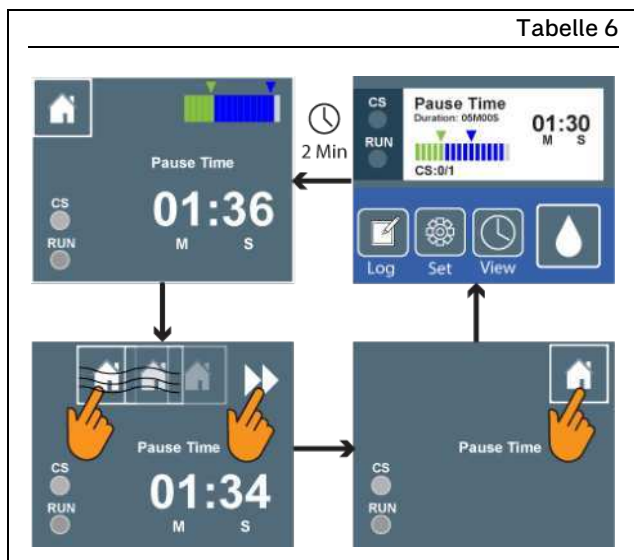 Tabelle 6
Pause Time
CS
01:36
RUN
M S
2 Min
CS
Pause Time
Duration: 05M00S
01:30
RUN
M S
CS:0/1
Log Set View
Pause Time
CS
01:34
RUN
M S
Pause Time
CS
RUN